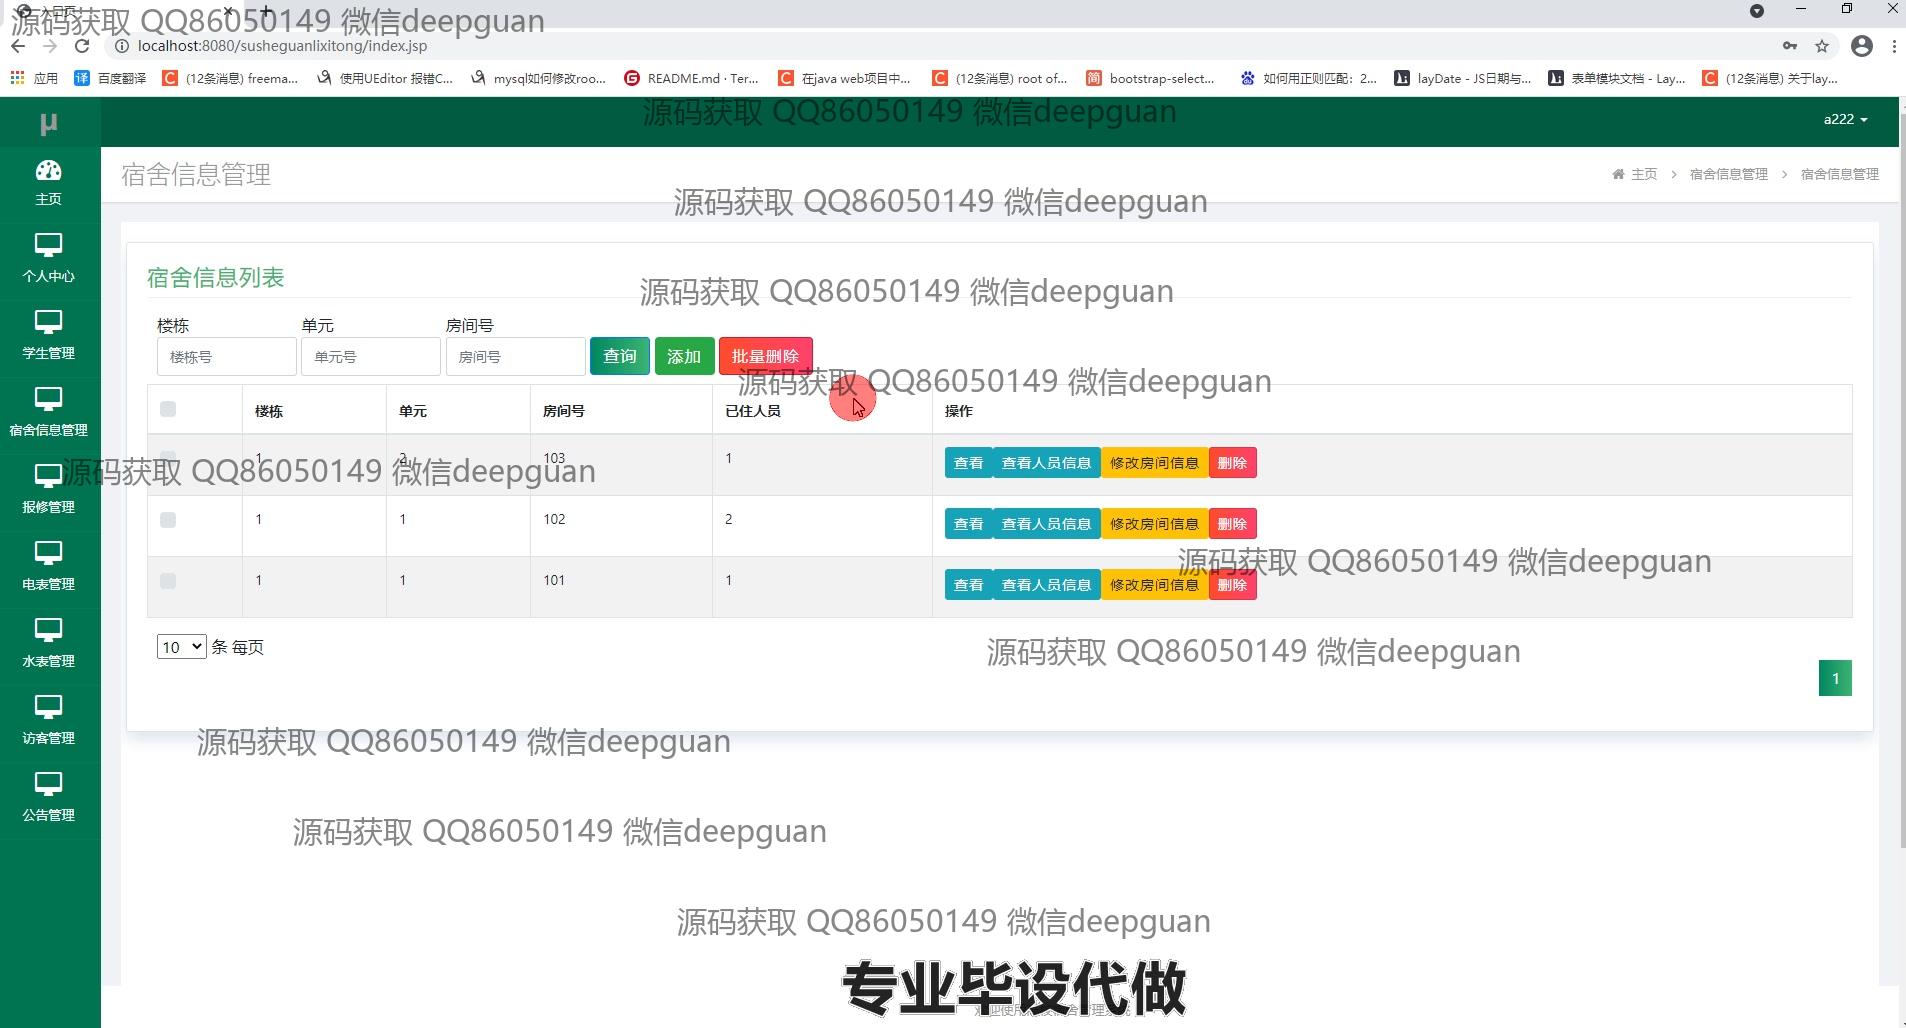 源码获取 QQ86050149 微信deepguan
localhost:8080/susheguanlixitong/index.jsp
应用 百度翻译 (12条消息) freema... 使用UEditor 报错C... mysql如何修改roo... README.md · Ter... 在java web项目中... (12条消息) root of... bootstrap-select... 如何用正则匹配：2... layDate - JS日期与... 表单模块文档 - Lay... (12条消息) 关于lay...
源码获取 QQ86050149 微信deepguan
μ
a222
主页
个人中心
学生管理
宿舍信息管理
报修管理
电表管理
水表管理
访客管理
公告管理
宿舍信息管理
主页 > 宿舍信息管理 > 宿舍信息管理
源码获取 QQ86050149 微信deepguan
宿舍信息列表
源码获取 QQ86050149 微信deepguan
楼栋 单元 房间号
楼栋号 单元号 房间号 查询 添加 批量删除
源码获取 QQ86050149 微信deepguan
楼栋 单元 房间号 已住人员 操作
1 2 103 1 查看 查看人员信息 修改房间信息 删除
源码获取 QQ86050149 微信deepguan
1 1 102 2 查看 查看人员信息 修改房间信息 删除
源码获取 QQ86050149 微信deepguan
1 1 101 1 查看 查看人员信息 修改房间信息 删除
10 条 每页
源码获取 QQ86050149 微信deepguan
1
源码获取 QQ86050149 微信deepguan
源码获取 QQ86050149 微信deepguan
源码获取 QQ86050149 微信deepguan
专业毕设代做